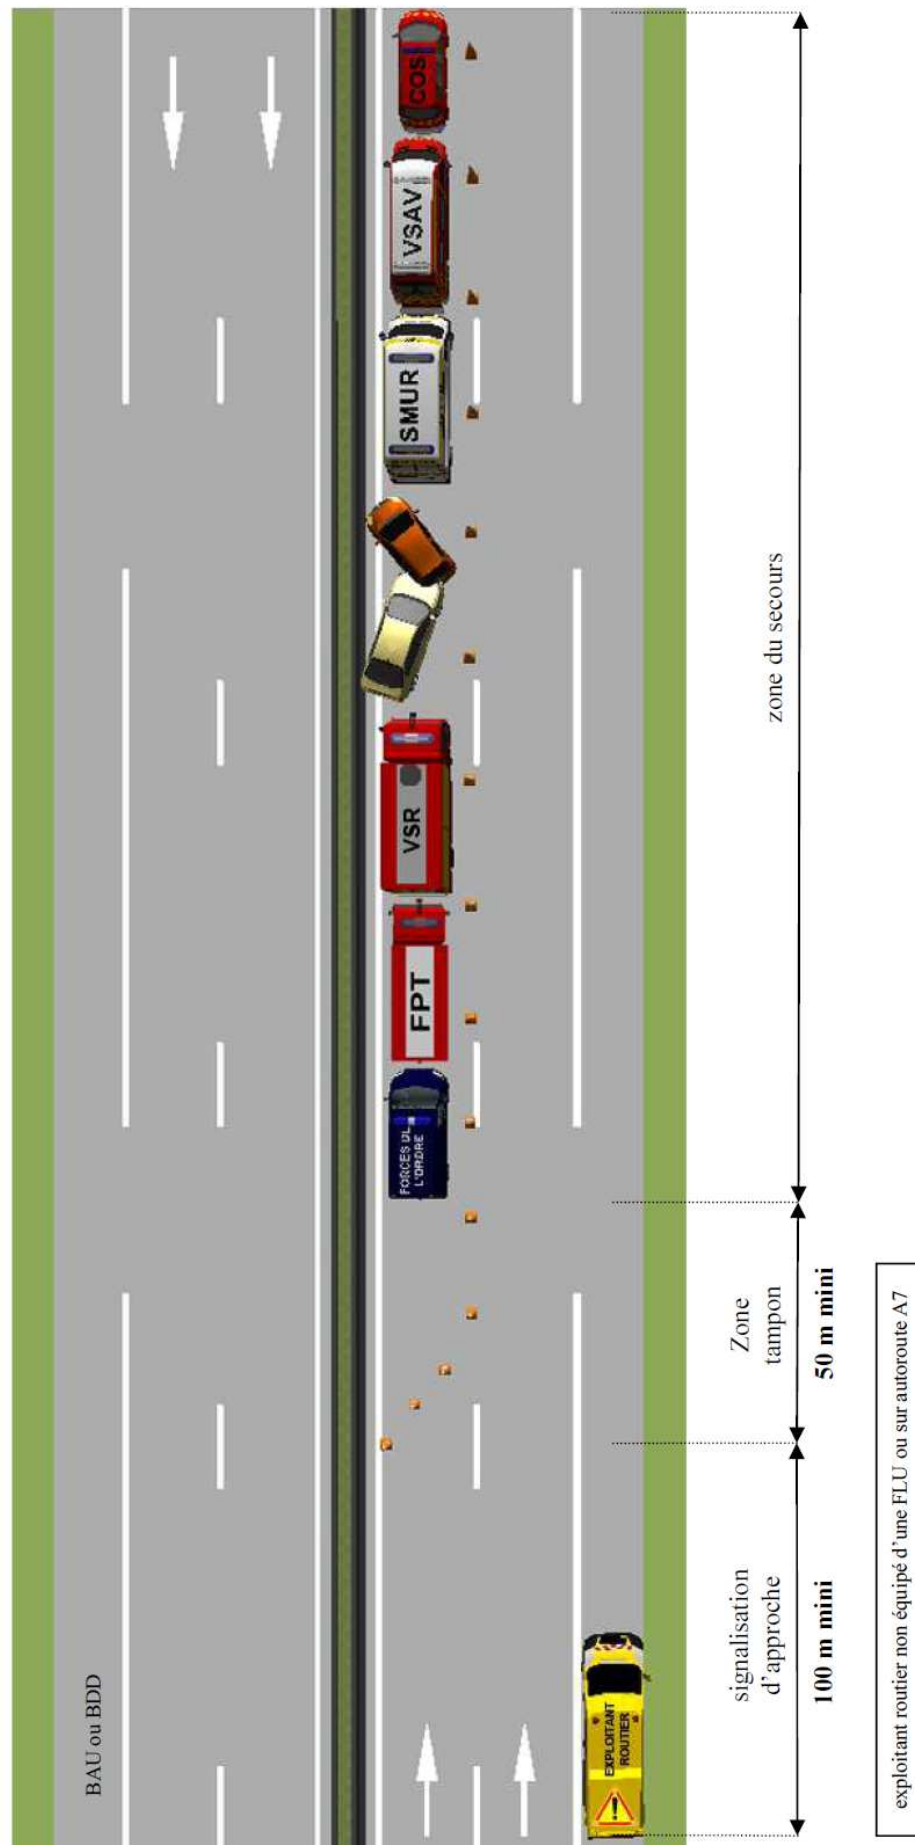 BAU ou BDD
COS
VSAV
SMUR
VSR
FPT
FORCES DE
L'ORDRE
EXPLOITANT
ROUTIER
!
zone du secours
Zone
tampon
50 m mini
signalisation
d'approche
100 m mini
exploitant routier non équipé d'une FLU ou sur autoroute A7